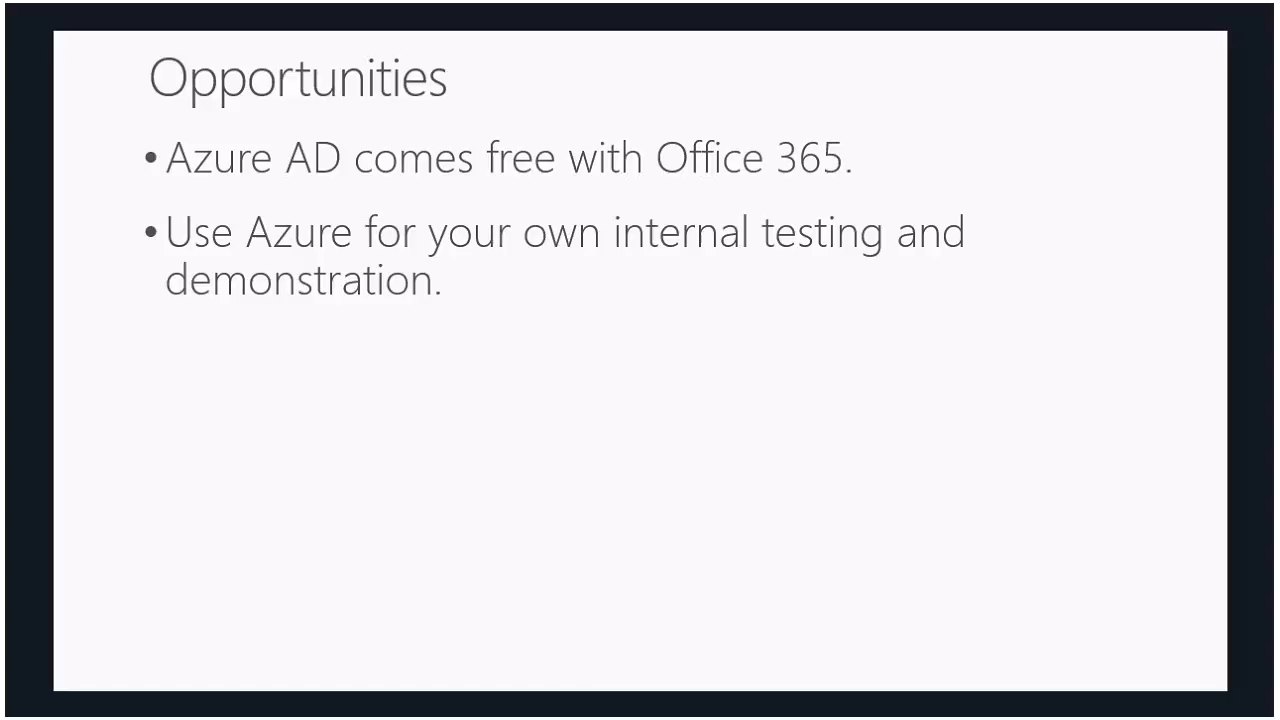 Opportunities
•Azure AD comes free with Office 365.
•Use Azure for your own internal testing and
demonstration.